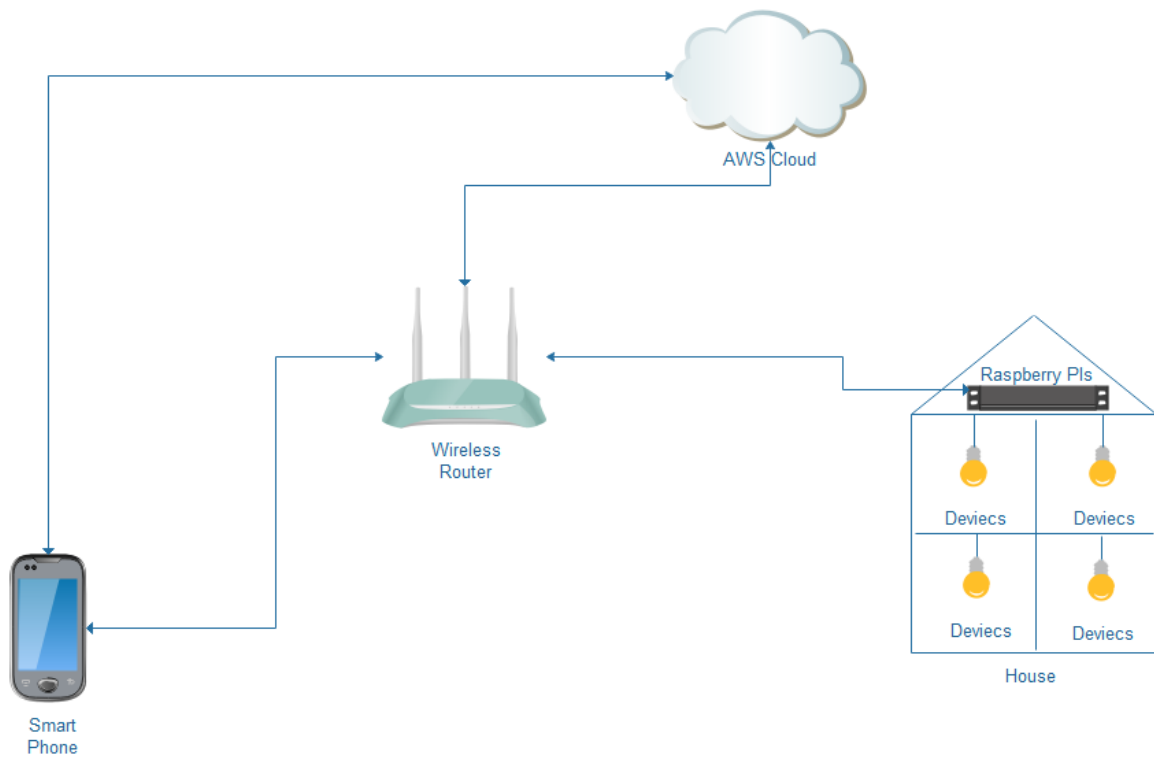 AWS Cloud
Raspberry PIs
Wireless
Router
Deviecs
Deviecs
Deviecs
Deviecs
House
Smart
Phone